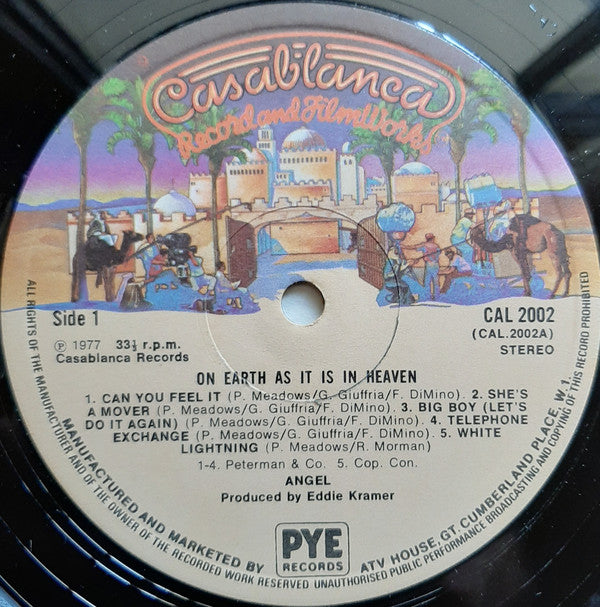 Casablanca
Record and FilmWorks
Side 1
℗ 1977 33⅓ r.p.m.
Casablanca Records
CAL 2002
(CAL.2002A)
STEREO
ON EARTH AS IT IS IN HEAVEN
1. CAN YOU FEEL IT (P. Meadows/G. Giuffria/F. DiMino). 2. SHE'S
A MOVER (P. Meadows/G. Giuffria/F. DiMino). 3. BIG BOY (LET'S
DO IT AGAIN) (P. Meadows/G. Giuffria/F. DiMino). 4. TELEPHONE
EXCHANGE (P. Meadows/G. Giuffria/F. DiMino). 5. WHITE
LIGHTNING (P. Meadows/R. Morman)
1-4. Peterman & Co. 5. Cop. Con.
ANGEL
Produced by Eddie Kramer
PYE
RECORDS
MANUFACTURED AND MARKETED BY ATV HOUSE, GT. CUMBERLAND PLACE, W.1.
ALL RIGHTS OF THE MANUFACTURER AND OF THE OWNER OF THE RECORDED WORK RESERVED UNAUTHORISED PUBLIC PERFORMANCE BROADCASTING AND COPYING OF THIS RECORD PROHIBITED